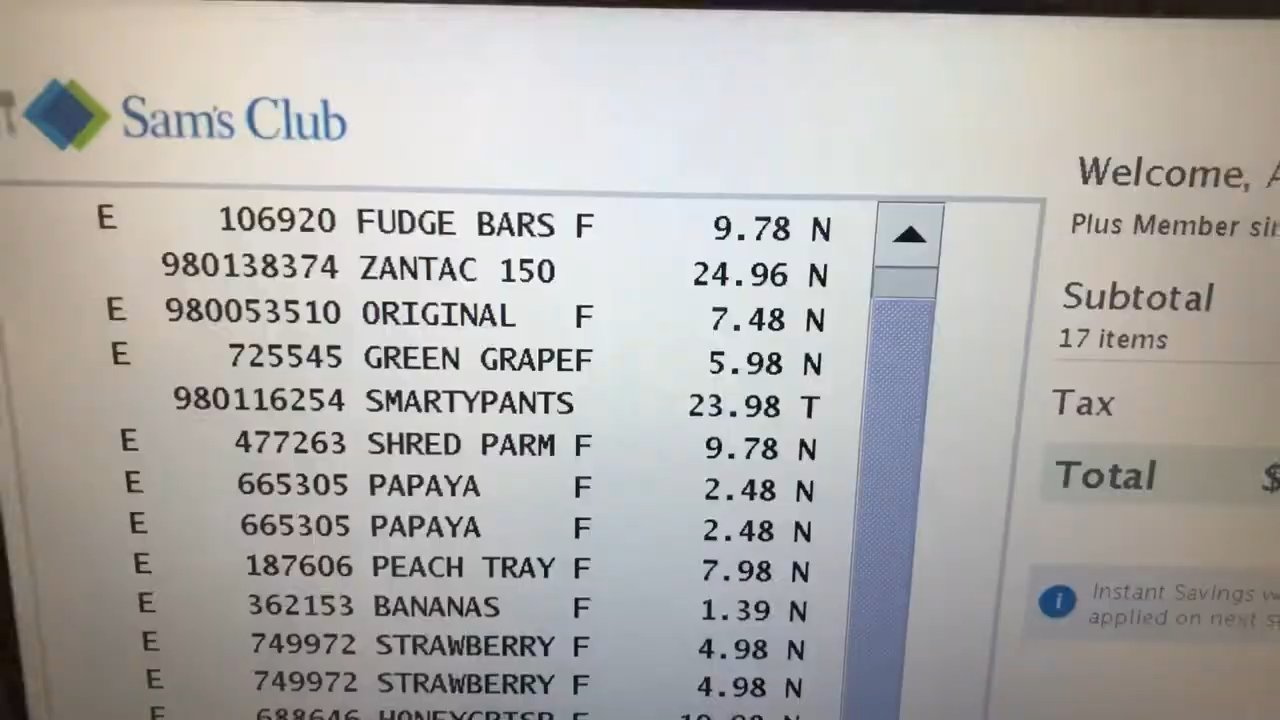 Sam's Club
E 106920 FUDGE BARS F 9.78 N
980138374 ZANTAC 150 24.96 N
E 980053510 ORIGINAL F 7.48 N
E 725545 GREEN GRAPEF 5.98 N
980116254 SMARTYPANTS 23.98 T
E 477263 SHRED PARM F 9.78 N
E 665305 PAPAYA F 2.48 N
E 665305 PAPAYA F 2.48 N
E 187606 PEACH TRAY F 7.98 N
E 362153 BANANAS F 1.39 N
E 749972 STRAWBERRY F 4.98 N
E 749972 STRAWBERRY F 4.98 N
E 688646 HONEYCRISP F
Welcome,
Plus Member
Subtotal
17 items
Tax
Total $
Instant Savings
applied on next